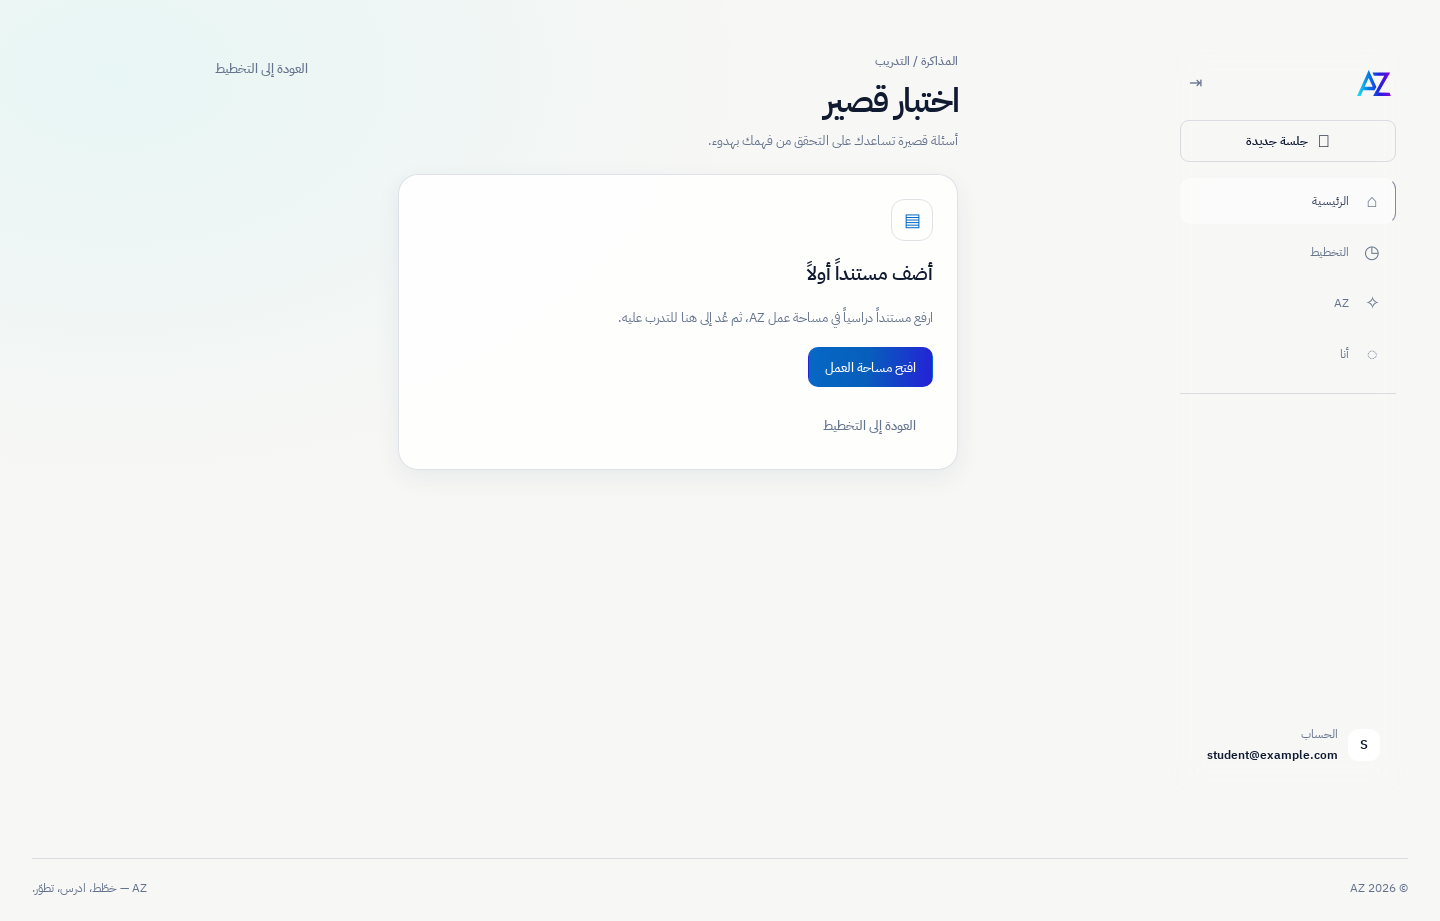 AZ
جلسة جديدة
الرئيسية
التخطيط
AZ
أنا
الحساب
S
student@example.com
المذاكرة / التدريب
اختبار قصير
أسئلة قصيرة تساعدك على التحقق من فهمك بهدوء.
العودة إلى التخطيط
أضف مستنداً أولاً
ارفع مستنداً دراسياً في مساحة عمل AZ، ثم عُد إلى هنا للتدرب عليه.
افتح مساحة العمل
العودة إلى التخطيط
© 2026 AZ
AZ — خطّط، ادرس، تطوّر.